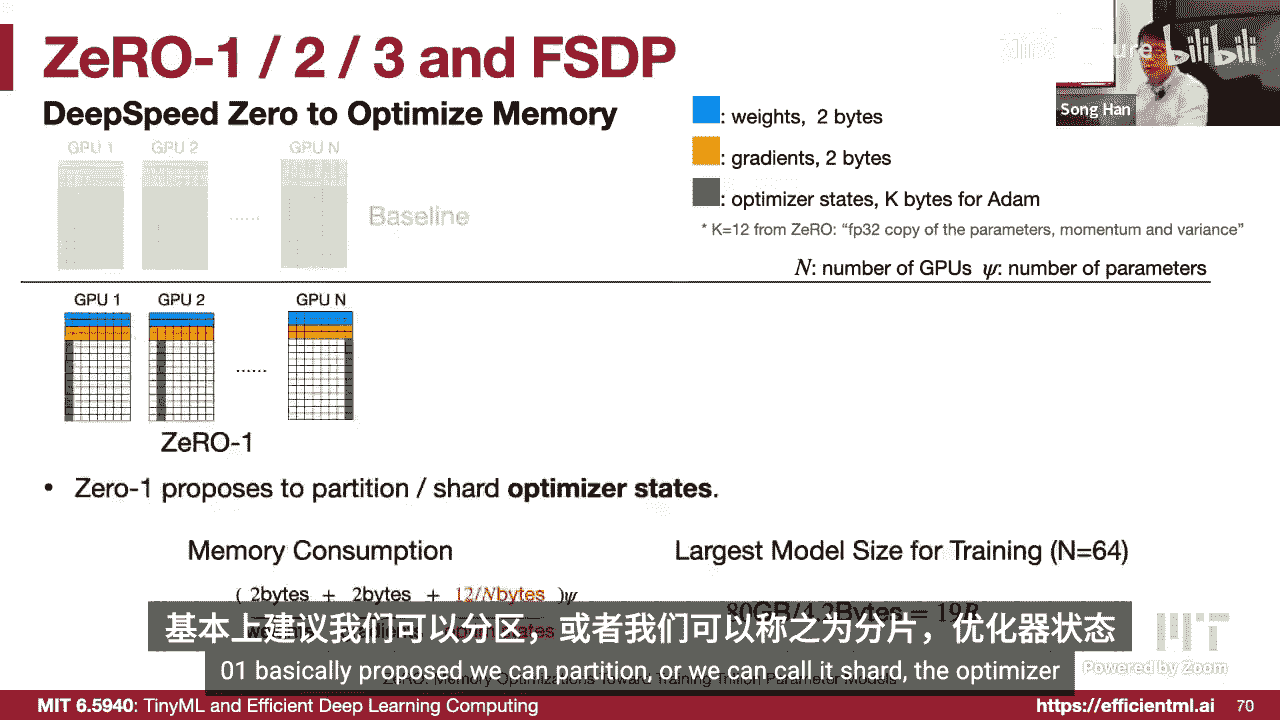 ZeRO-1 / 2 / 3 and FSDP
DeepSpeed Zero to Optimize Memory
bilibili
Song Han
: weights, 2 bytes
: gradients, 2 bytes
: optimizer states, K bytes for Adam
* K=12 from ZeRO: “fp32 copy of the parameters, momentum and variance”
N: number of GPUs ψ: number of parameters
GPU 1 GPU 2 GPU N
...... Baseline
GPU 1 GPU 2 GPU N
......
ZeRO-1
• Zero-1 proposes to partition / shard optimizer states.
Memory Consumption
Largest Model Size for Training (N=64)
( 2bytes + 2bytes + 12/Nbytes )ψ
80GB/4.2Bytes = 19B
基本上建议我们可以分区，或者我们可以称之为分片，优化器状态
01 basically proposed we can partition, or we can call it shard, the optimizer
Powered by Zoom
MIT 6.5940: TinyML and Efficient Deep Learning Computing
https://efficientml.ai 70